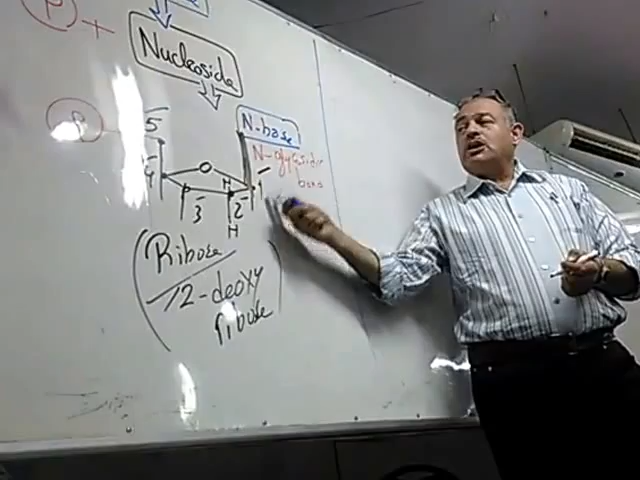 P +
Nucleoside
N-base
N-glycosidic
bond
P 5
O
4 1
H
3 2
H
(Ribose
/2-deoxy
ribose)